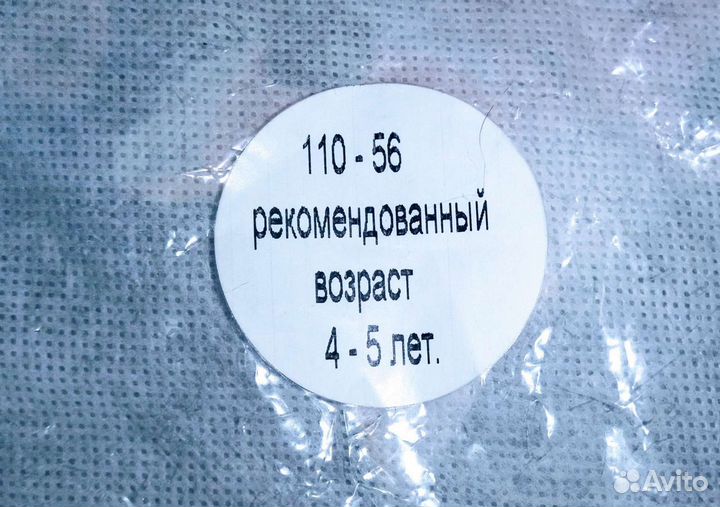 110 - 56
рекомендованный
возраст
4 - 5 лет.
Avito